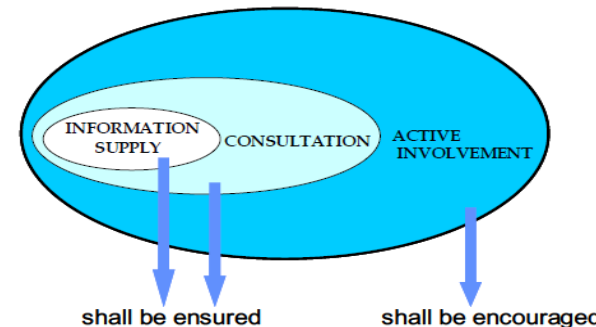 INFORMATION
SUPPLY
CONSULTATION
ACTIVE
INVOLVEMENT
shall be ensured
shall be encouraged